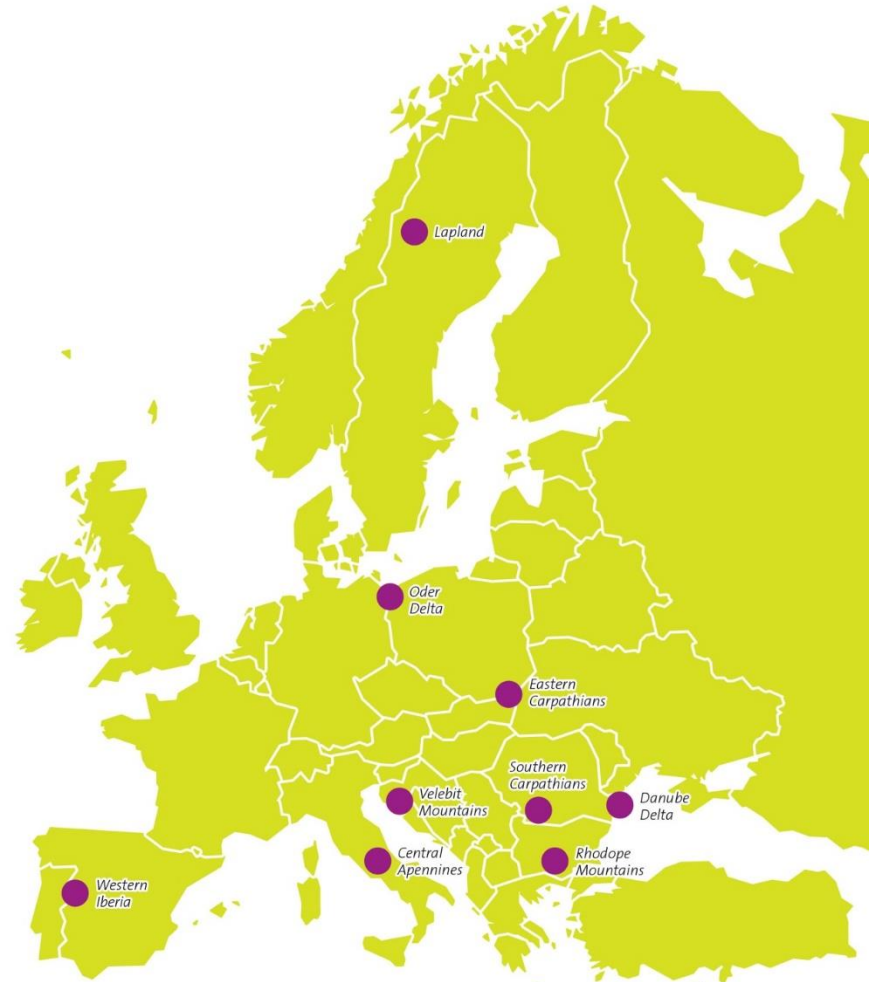 Lapland
Oder
Delta
Eastern
Carpathians
Southern
Carpathians
Velebit
Mountains
Danube
Delta
Central
Apennines
Rhodope
Mountains
Western
Iberia